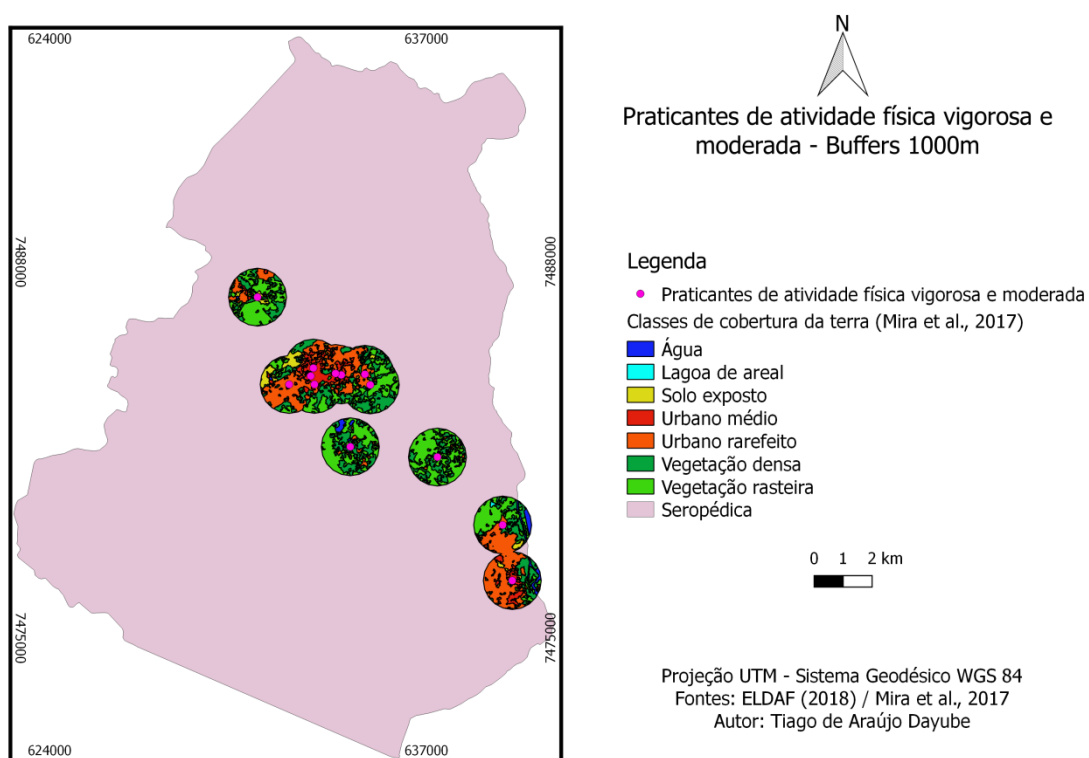 624000
637000
7488000
7488000
7475000
7475000
624000
637000
N
Praticantes de atividade física vigorosa e
moderada - Buffers 1000m
Legenda
Praticantes de atividade física vigorosa e moderada
Classes de cobertura da terra (Mira et al., 2017)
Água
Lagoa de areal
Solo exposto
Urbano médio
Urbano rarefeito
Vegetação densa
Vegetação rasteira
Seropédica
0 1 2 km
Projeção UTM - Sistema Geodésico WGS 84
Fontes: ELDAF (2018) / Mira et al., 2017
Autor: Tiago de Araújo Dayube